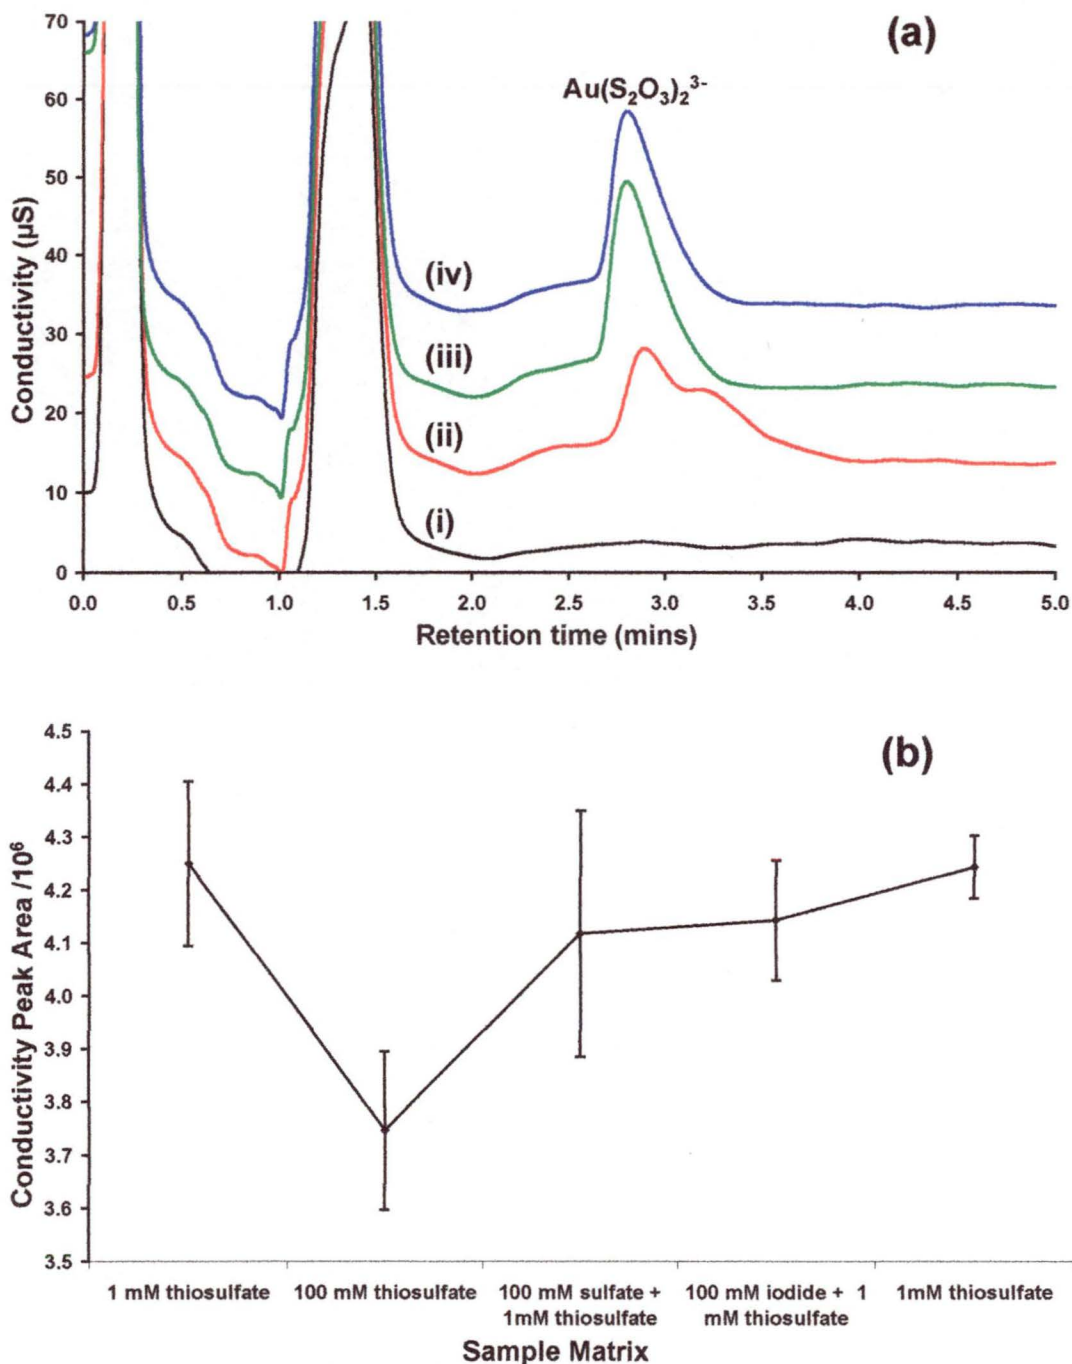 (a)
Au(S₂O₃)₂³⁻
70
60
50
40
30
20
10
0
Conductivity (µS)
(iv)
(iii)
(ii)
(i)
0.0 0.5 1.0 1.5 2.0 2.5 3.0 3.5 4.0 4.5 5.0
Retention time (mins)
(b)
4.5
4.4
4.3
4.2
4.1
4.0
3.9
3.8
3.7
3.6
3.5
Conductivity Peak Area /10⁶
1 mM thiosulfate 100 mM thiosulfate 100 mM sulfate + 100 mM iodide + 1 1mM thiosulfate
1mM thiosulfate mM thiosulfate
Sample Matrix